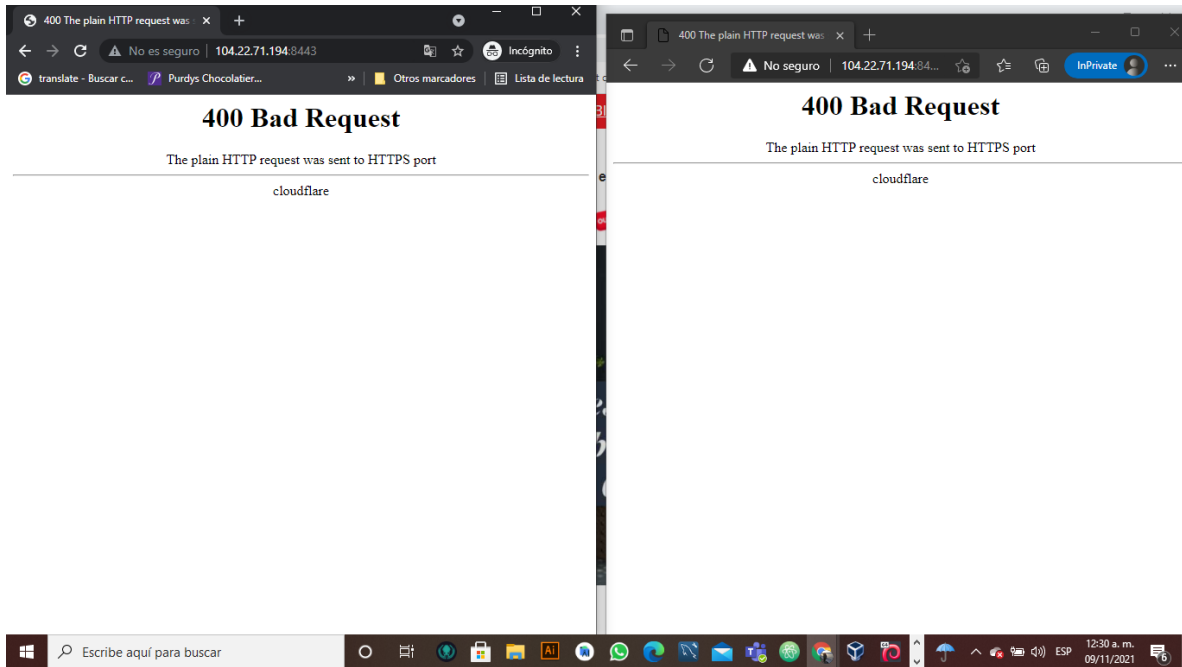 400 The plain HTTP request was
No es seguro
104.22.71.194:8443
Incógnito
translate - Buscar c...
Purdys Chocolatier...
»
Otros marcadores
Lista de lectura
400 Bad Request
The plain HTTP request was sent to HTTPS port
cloudflare
400 The plain HTTP request was
No seguro
104.22.71.194:84...
InPrivate
400 Bad Request
The plain HTTP request was sent to HTTPS port
cloudflare
Escribe aquí para buscar
Ai
ESP
12:30 a. m.
09/11/2021
6